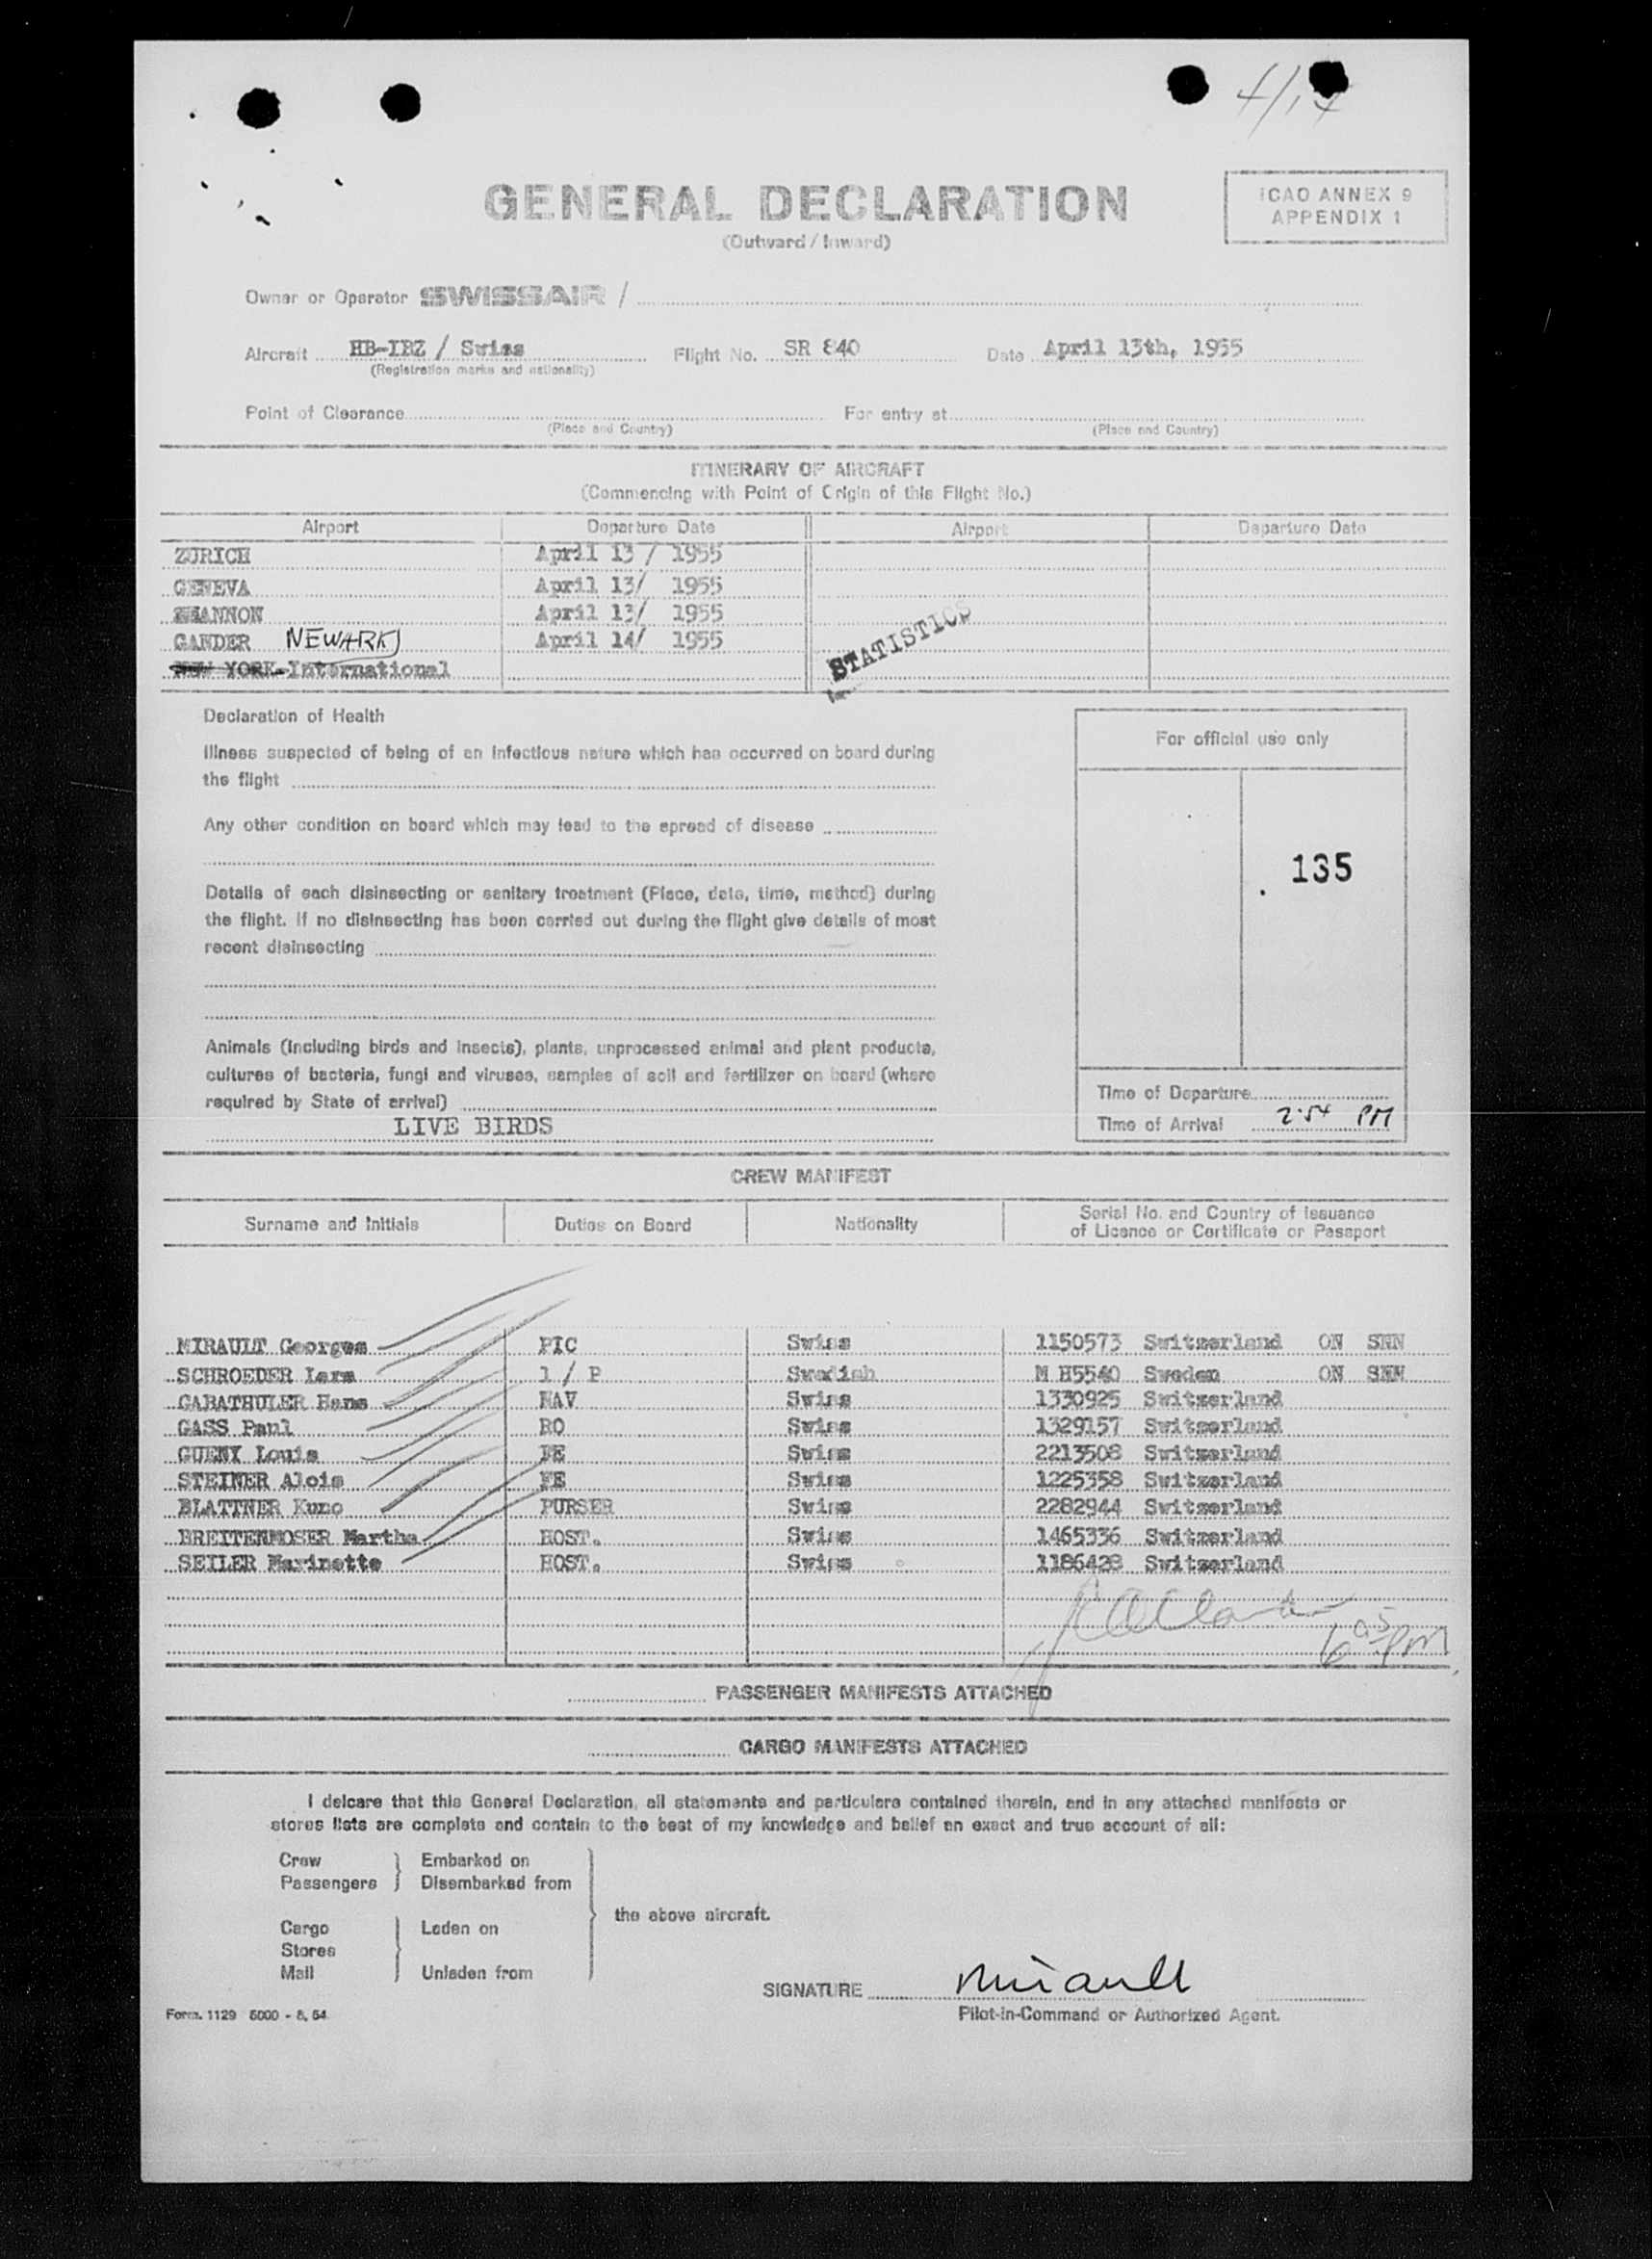 4/14
GENERAL DECLARATION
(Outward / Inward)
ICAO ANNEX 9
APPENDIX 1
Owner or Operator SWISSAIR /
Aircraft HB-IBZ / Swiss Flight No. SR 840 Date April 13th, 1955
(Registration marks and nationality)
Point of Clearance For entry at
(Place and Country) (Place and Country)
ITINERARY OF AIRCRAFT
(Commencing with Point of Origin of this Flight No.)
Airport Departure Date Airport Departure Date
ZURICH April 13 / 1955
GENEVA April 13/ 1955
SHANNON April 13/ 1955
GANDER NEWARK April 14/ 1955
NEW YORK-International
STATISTICS
Declaration of Health
Illness suspected of being of an infectious nature which has occurred on board during
the flight
Any other condition on board which may lead to the spread of disease
Details of each disinsecting or sanitary treatment (Place, date, time, method) during
the flight. If no disinsecting has been carried out during the flight give details of most
recent disinsecting
Animals (including birds and insects), plants, unprocessed animal and plant products,
cultures of bacteria, fungi and viruses, samples of soil and fertilizer on board (where
required by State of arrival)
LIVE BIRDS
For official use only
135
Time of Departure
Time of Arrival 2:54 PM
CREW MANIFEST
Surname and Initials Duties on Board Nationality Serial No. and Country of Issuance
of Licence or Certificate or Passport
MIRAULT Georges PIC Swiss 1150573 Switzerland ON SNN
SCHROEDER Lars 1 / P Swedish M H5540 Sweden ON SNN
GABATHULER Hans NAV Swiss 1330925 Switzerland
GASS Paul RO Swiss 1329157 Switzerland
GUENY Louis FE Swiss 2213508 Switzerland
STEINER Alois FE Swiss 1225358 Switzerland
BLATTNER Kuno PURSER Swiss 2282944 Switzerland
BREITENMOSER Martha HOST. Swiss 1465336 Switzerland
SEILER Marinette HOST. Swiss 1186428 Switzerland
6 05 PM
PASSENGER MANIFESTS ATTACHED
CARGO MANIFESTS ATTACHED
I delcare that this General Declaration, all statements and particulars contained therein, and in any attached manifests or
stores lists are complete and contain to the best of my knowledge and belief an exact and true account of all:
Crew Embarked on
Passengers Disembarked from
the above aircraft.
Cargo Laden on
Stores
Mail Unladen from
SIGNATURE Mirault
Form. 1129 5000 - 8, 54
Pilot-in-Command or Authorized Agent.